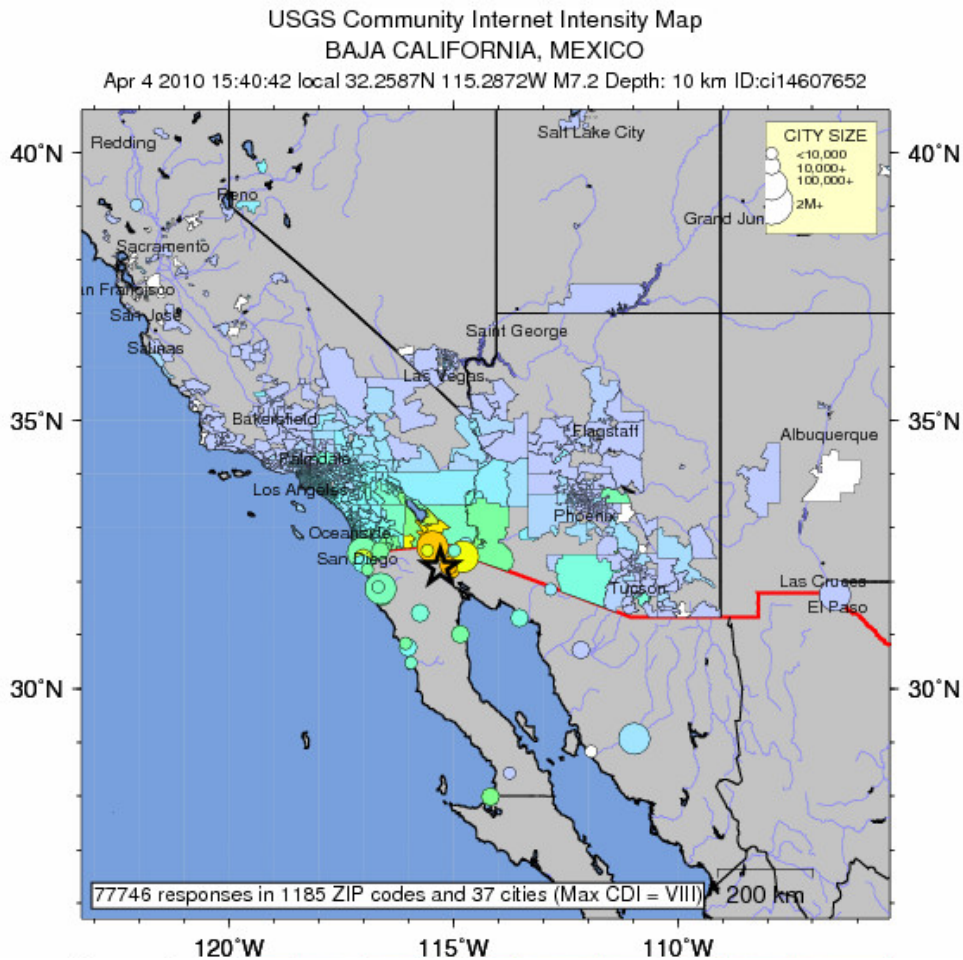 USGS Community Internet Intensity Map
BAJA CALIFORNIA, MEXICO
Apr 4 2010 15:40:42 local 32.2587N 115.2872W M7.2 Depth: 10 km ID:ci14607652
Redding
Salt Lake City
CITY SIZE
<10,000
10,000+
100,000+
2M+
40˚N
40˚N
Reno
Grand Jun
Sacramento
an Francisco
San Jose
Saint George
Salinas
Las Vegas
35˚N
35˚N
Bakersfield
Flagstaff
Albuquerque
Palmdale
Los Angeles
Phoenix
Oceanside
San Diego
Tucson
Las Cruces
El Paso
30˚N
30˚N
77746 responses in 1185 ZIP codes and 37 cities (Max CDI = VIII)
200 km
120˚W
115˚W
110˚W